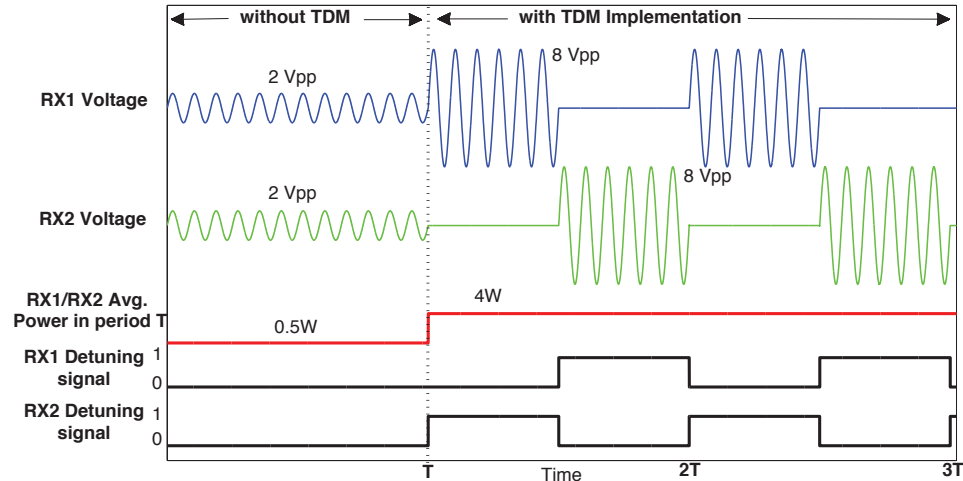 without TDM
with TDM Implementation
2 Vpp
8 Vpp
RX1 Voltage
2 Vpp
8 Vpp
RX2 Voltage
RX1/RX2 Avg.
Power in period T
4W
0.5W
RX1 Detuning
signal
1
0
RX2 Detuning
signal
1
0
T
Time
2T
3T